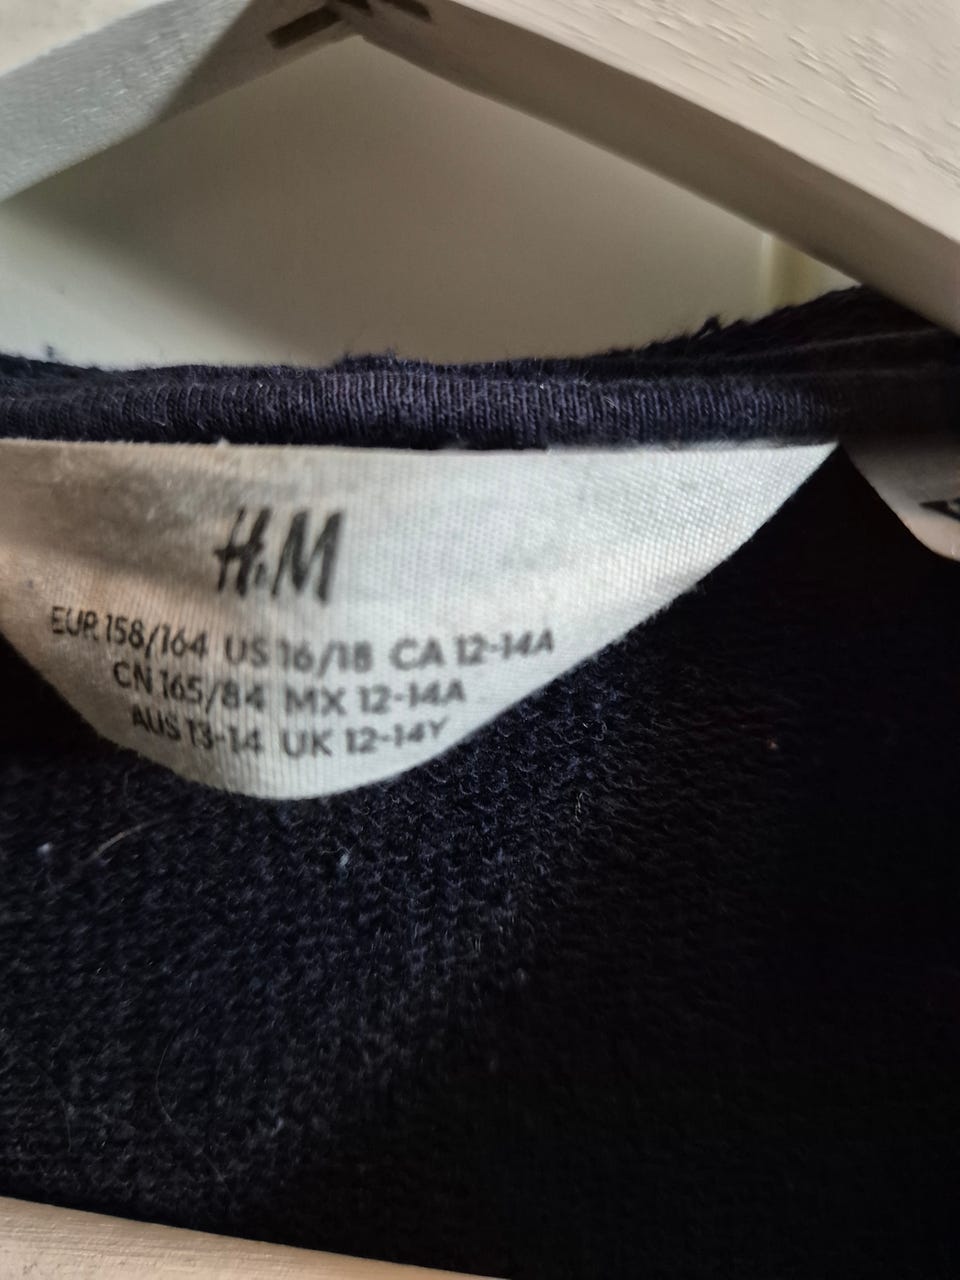 H&M
EUR 158/164 US 16/18 CA 12-14A
CN 165/84 MX 12-14A
AUS 13-14 UK 12-14Y